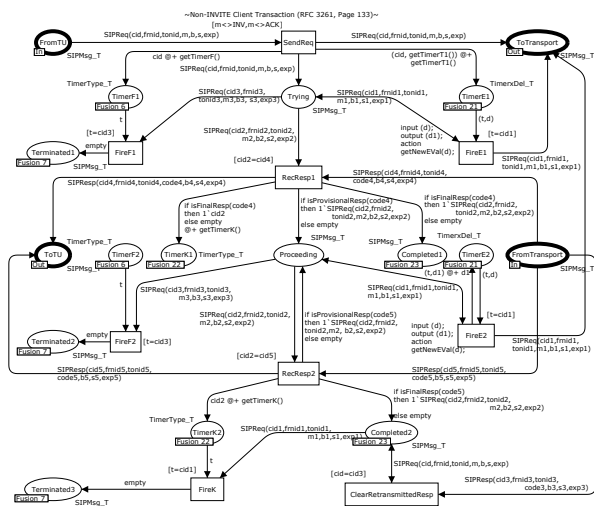 ~Non-INVITE Client Transaction (RFC 3261, Page 133)~
[m<>INV,m<>ACK]
FromTU
In
SIPMsg_T
SIPReq(cid,frnid,tonid,m,b,s,exp)
SendReq
SIPReq(cid,frnid,tonid,m,b,s,exp)
ToTransport
Out
SIPMsg_T
cid @+ getTimerF()
SIPReq(cid,frnid,tonid,m,b,s,exp)
(cid, getTimerT1()) @+
getTimerT1()
TimerType_T
TimerF1
Fusion 6
SIPReq(cid3,frnid3,
tonid3,m3,b3, s3,exp3)
Trying
SIPMsg_T
SIPReq(cid1,frnid1,tonid1,
m1,b1,s1,exp1)
TimerxDel_T
TimerE1
Fusion 21
t
(t,d)
Terminated1
Fusion 7
SIPMsg_T
empty
[t=cid3]
FireF1
SIPReq(cid2,frnid2,tonid2,
m2,b2,s2,exp2)
input (d);
output (d1);
action
getNewEVal(d);
[t=cid1]
FireE1
SIPReq(cid1,frnid1,
tonid1,m1,b1,s1,exp1)
[cid2=cid4]
RecResp1
SIPResp(cid4,frnid4,tonid4,code4,b4,s4,exp4)
SIPResp(cid4,frnid4,tonid4,
code4,b4,s4,exp4)
if isFinalResp(code4)
then 1`cid2
else empty
@+ getTimerK()
if isProvisionalResp(code4)
then 1`SIPReq(cid2,frnid2,
tonid2,m2,b2,s2,exp2)
else empty
if isFinalResp(code4)
then 1`SIPReq(cid2,frnid2,
tonid2,m2,b2,s2,exp2)
else empty
ToTU
Out
SIPMsg_T
TimerType_T
TimerF2
Fusion 6
TimerK1
Fusion 22
TimerType_T
SIPMsg_T
Proceeding
SIPMsg_T
Completed1
Fusion 23
TimerxDel_T
TimerE2
Fusion 21
FromTransport
In
SIPMsg_T
t
SIPReq(cid3,frnid3,tonid3,
m3,b3,s3,exp3)
(t,d1) @+ d1
(t,d)
SIPReq(cid1,frnid1,tonid1,
m1,b1,s1,exp1)
SIPReq(cid2,frnid2,tonid2,
m2,b2,s2,exp2)
if isProvisionalResp(code5)
then 1`SIPReq(cid2,frnid2,
tonid2,m2, b2,s2,exp2)
else empty
Terminated2
Fusion 7
SIPMsg_T
empty
FireF2
[t=cid3]
input (d);
output (d1);
action
getNewEVal(d);
FireE2
[t=cid1]
SIPReq(cid1,frnid1,
tonid1,m1,b1,s1,exp1)
[cid2=cid5]
RecResp2
SIPResp(cid5,frnid5,tonid5,
code5,b5,s5,exp5)
SIPResp(cid5,frnid5,tonid5,
code5,b5,s5,exp5)
cid2 @+ getTimerK()
if isFinalResp(code5)
then 1`SIPReq(cid2,frnid2,tonid2,
m2,b2,s2,exp2)
else empty
TimerType_T
TimerK2
Fusion 22
SIPReq(cid1,frnid1,tonid1,
m1,b1,s1,exp1)
Completed2
Fusion 23
SIPMsg_T
t
[t=cid1]
FireK
empty
Terminated3
Fusion 7
SIPMsg_T
SIPReq(cid,frnid,tonid,m,b,s,exp)
[cid=cid3]
ClearRetransmittedResp
SIPResp(cid3,frnid3,tonid3,
code3,b3,s3,exp3)